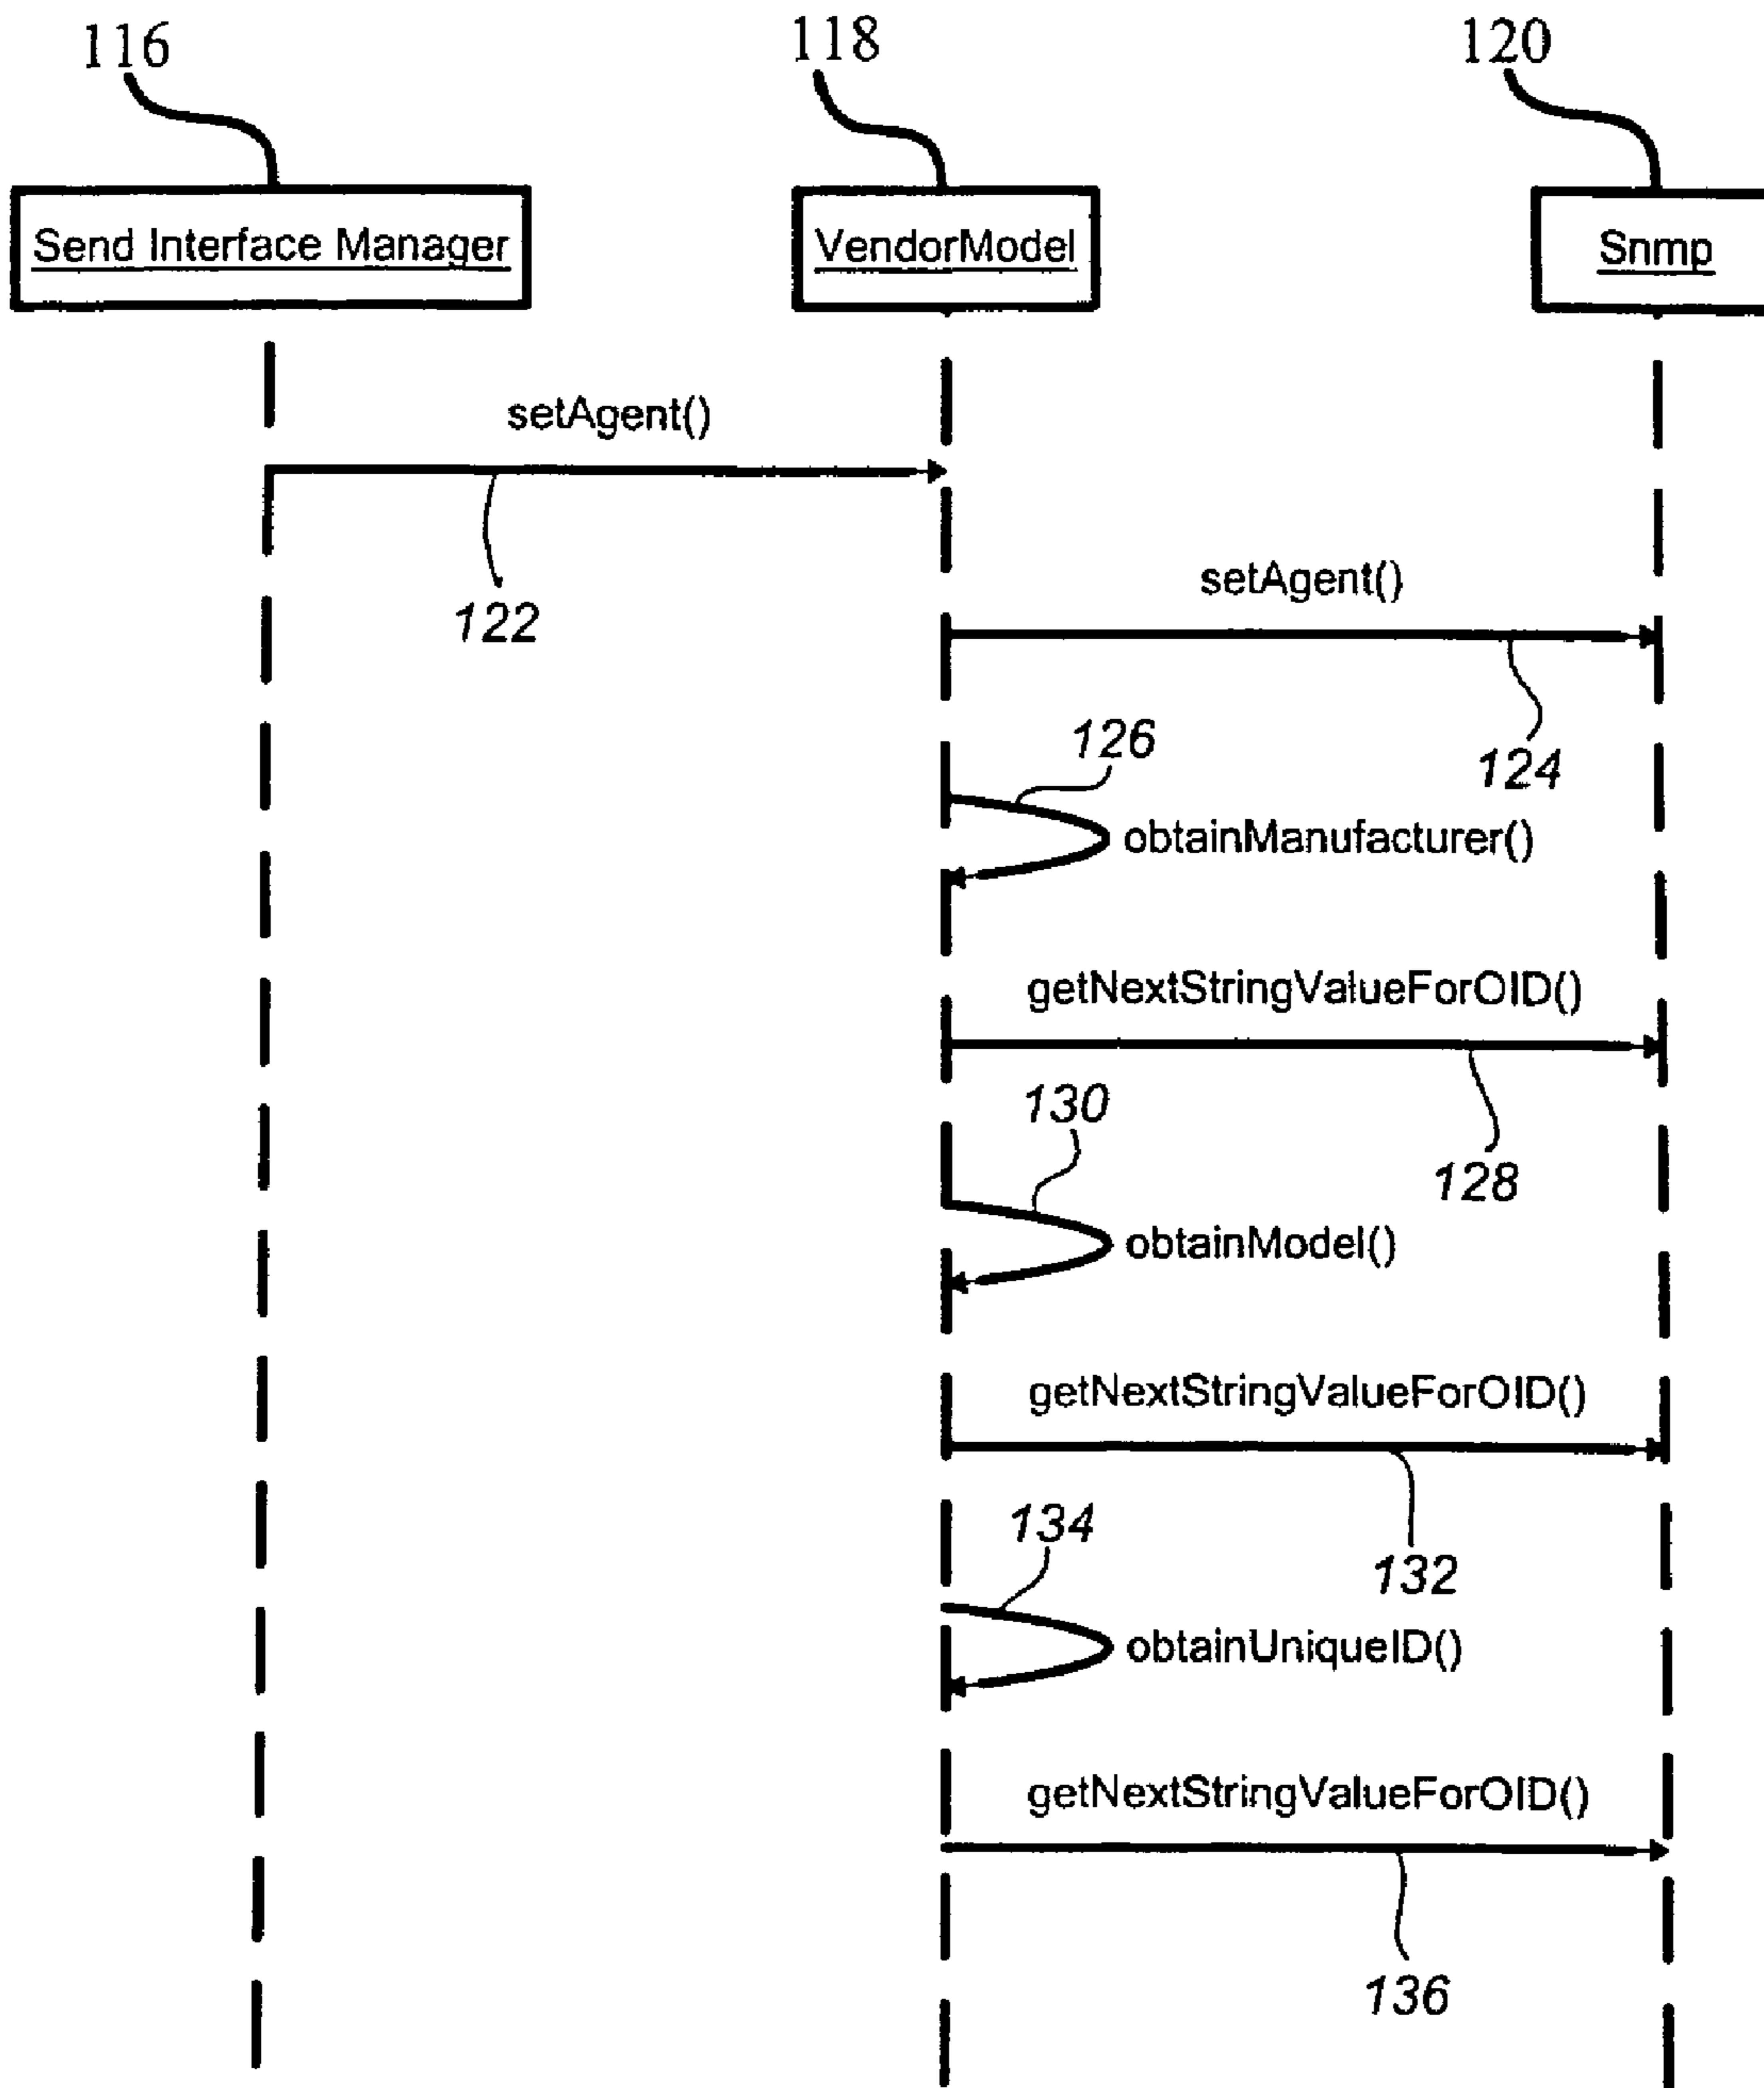 116
118
120
Send Interface Manager
VendorModel
Snmp
setAgent()
122
setAgent()
124
126
obtainManufacturer()
getNextStringValueForOID()
128
130
obtainModel()
getNextStringValueForOID()
132
134
obtainUniqueID()
getNextStringValueForOID()
136